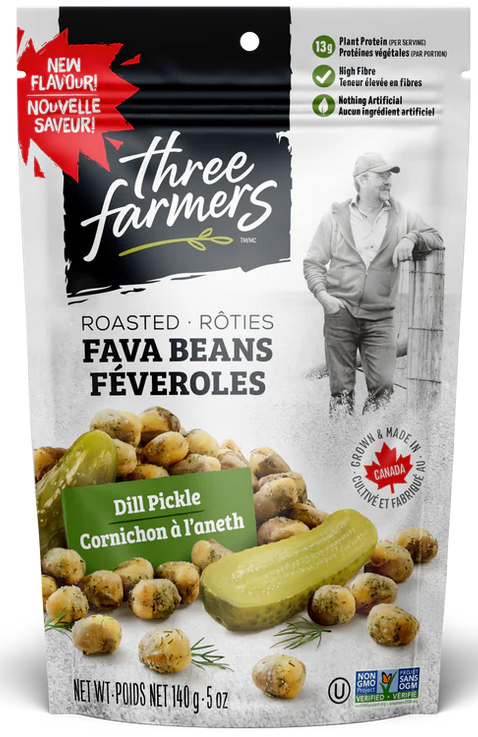 NEW
FLAVOUR!
NOUVELLE
SAVEUR!
three
farmers
TM/MC
13g
Plant Protein (PER SERVING)
Protéines végétales (PAR PORTION)
High Fibre
Teneur élevée en fibres
Nothing Artificial
Aucun ingrédient artificiel
ROASTED · RÔTIES
FAVA BEANS
FÉVEROLES
Dill Pickle
Cornichon à l'aneth
GROWN & MADE IN
CANADA
CULTIVÉ ET FABRIQUÉ AU
NET WT·POIDS NET 140 g · 5 oz
U
NON
GMO
Project
VERIFIED
PROJET
SANS
OGM
VÉRIFIÉ